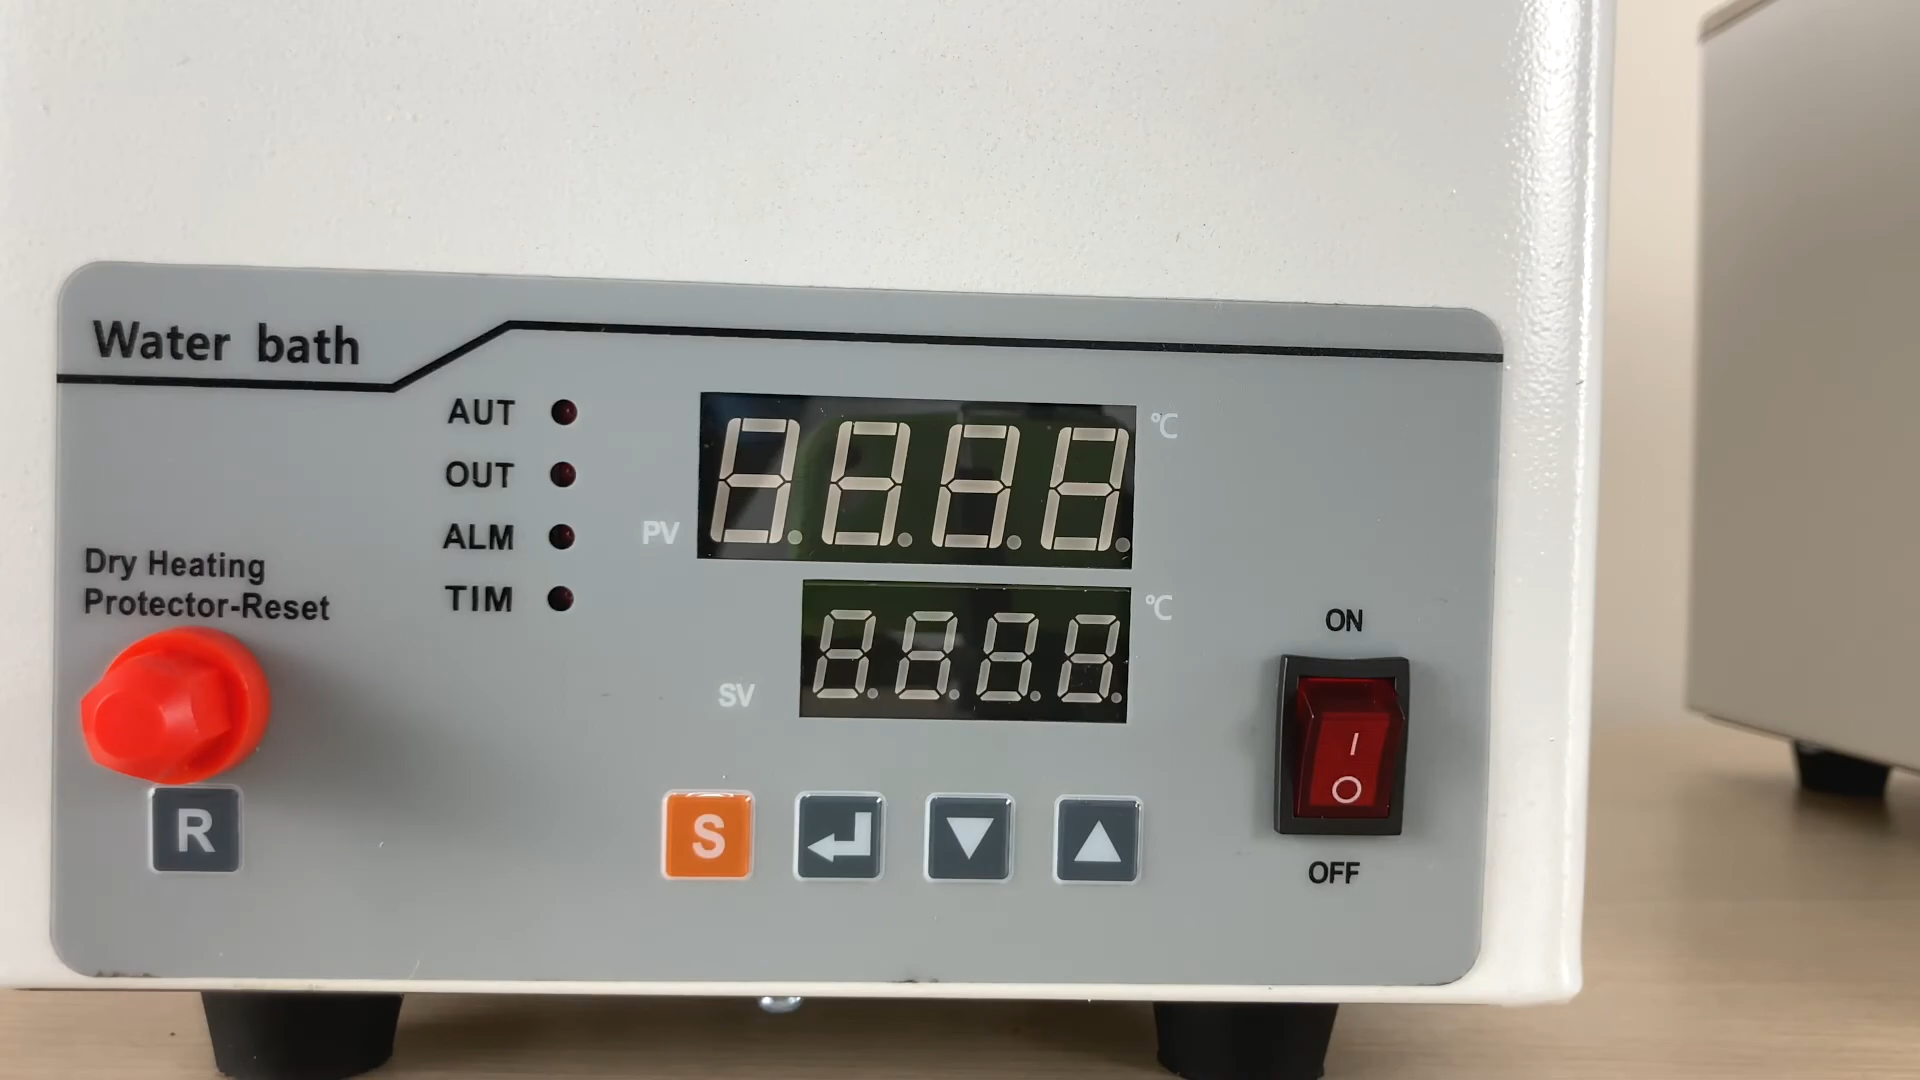 Water bath
AUT
OUT
ALM
TIM
Dry Heating
Protector-Reset
R
PV
℃
SV
℃
S
ON
I
O
OFF